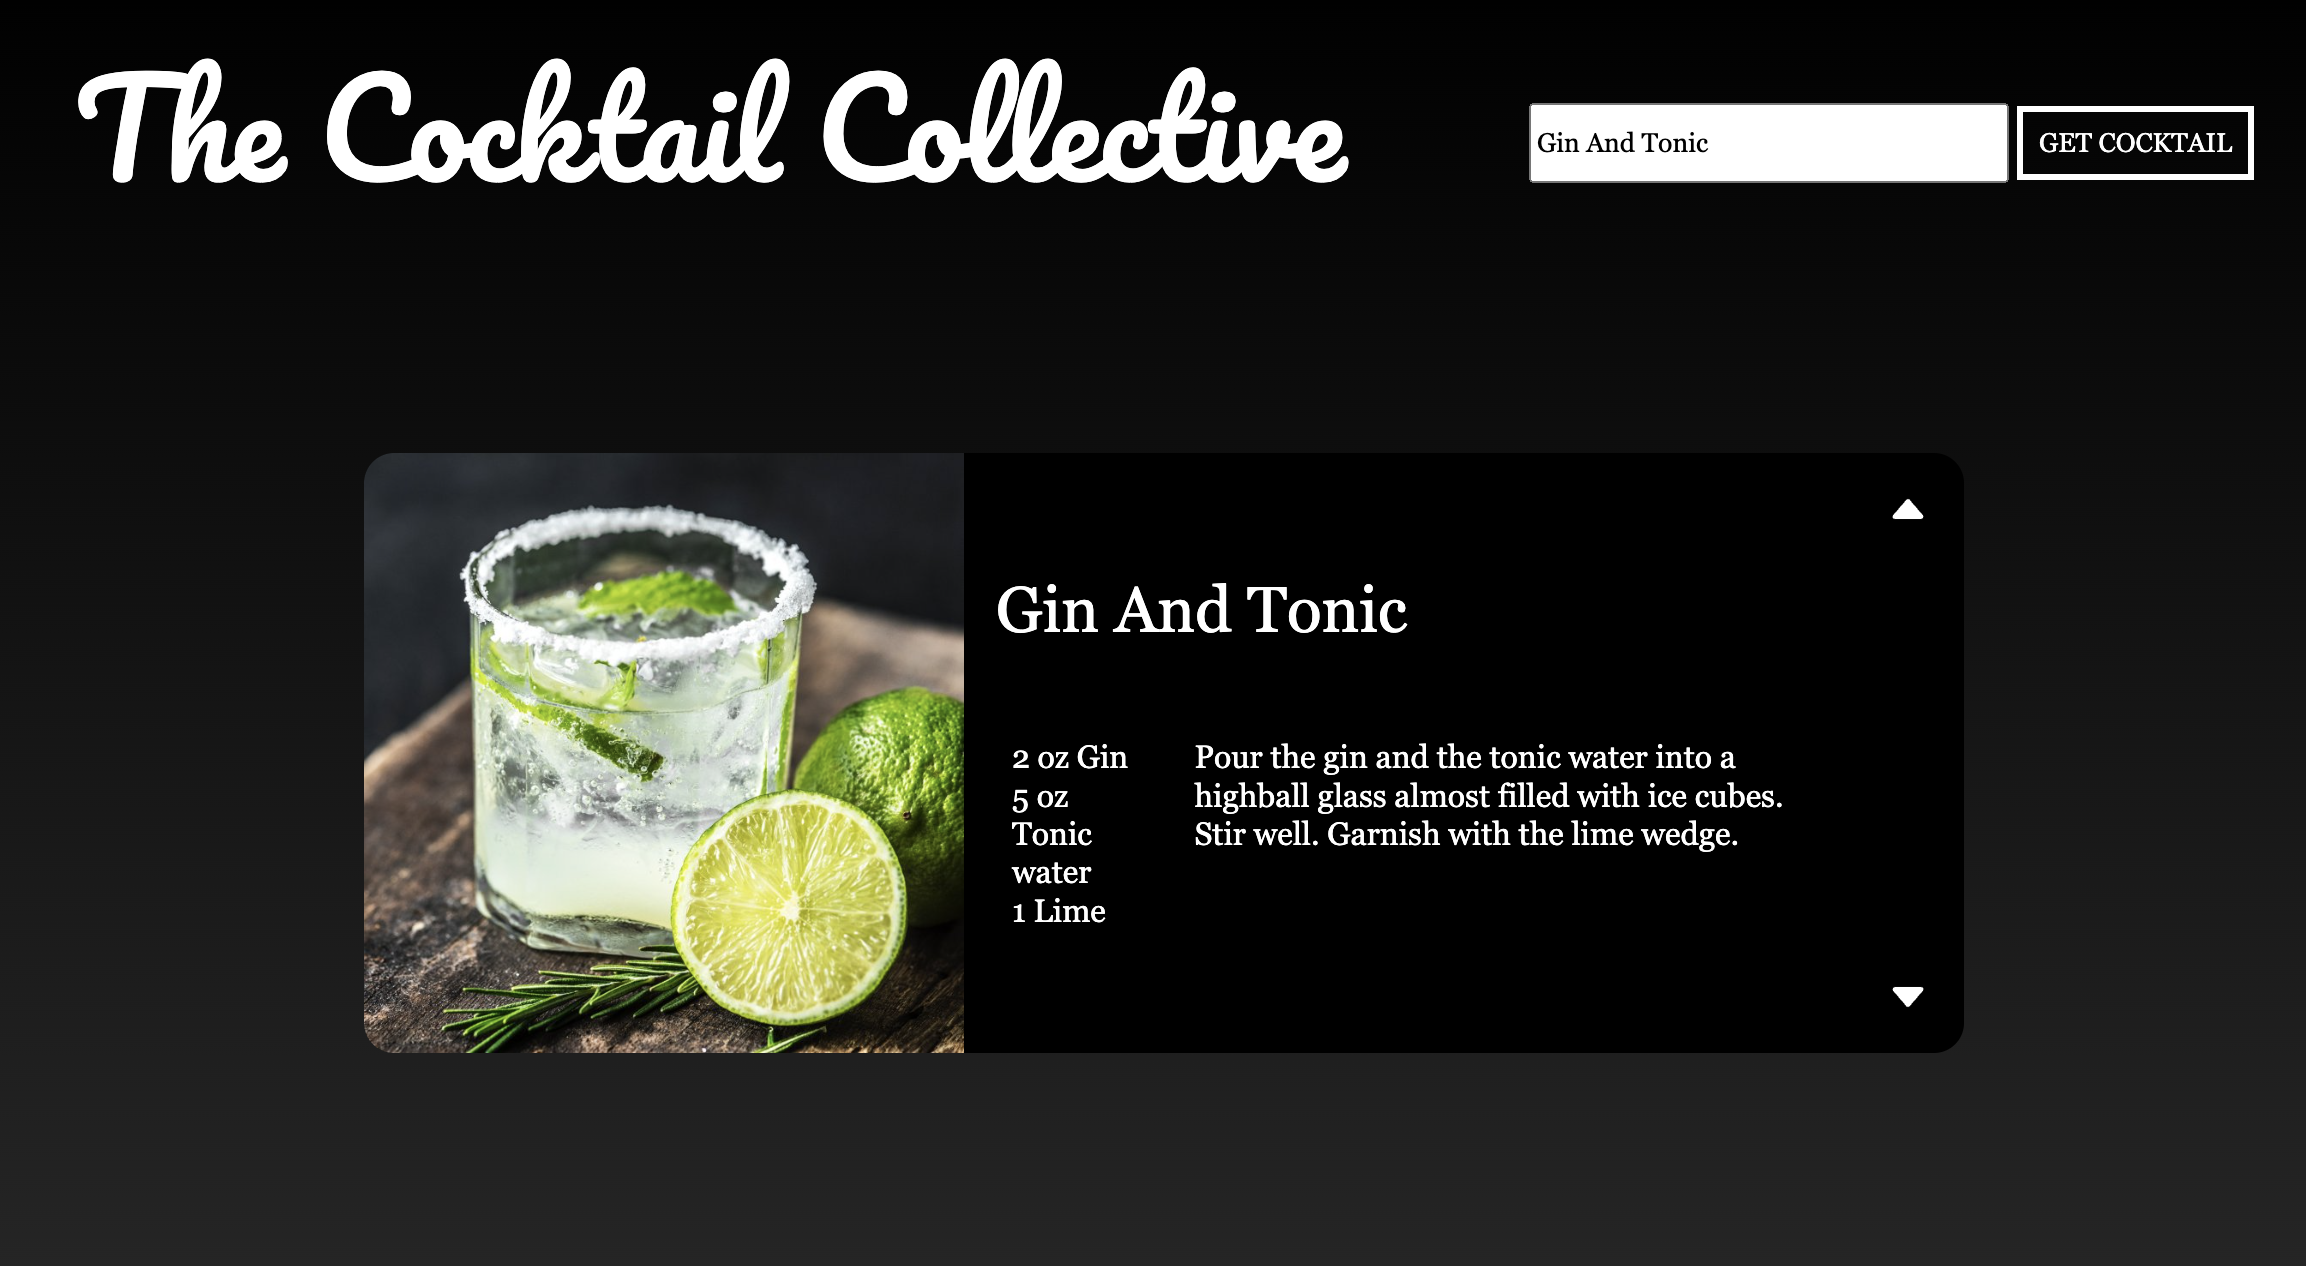 The Cocktail Collective
Gin And Tonic
GET COCKTAIL
Gin And Tonic
2 oz Gin
5 oz
Tonic
water
1 Lime
Pour the gin and the tonic water into a
highball glass almost filled with ice cubes.
Stir well. Garnish with the lime wedge.